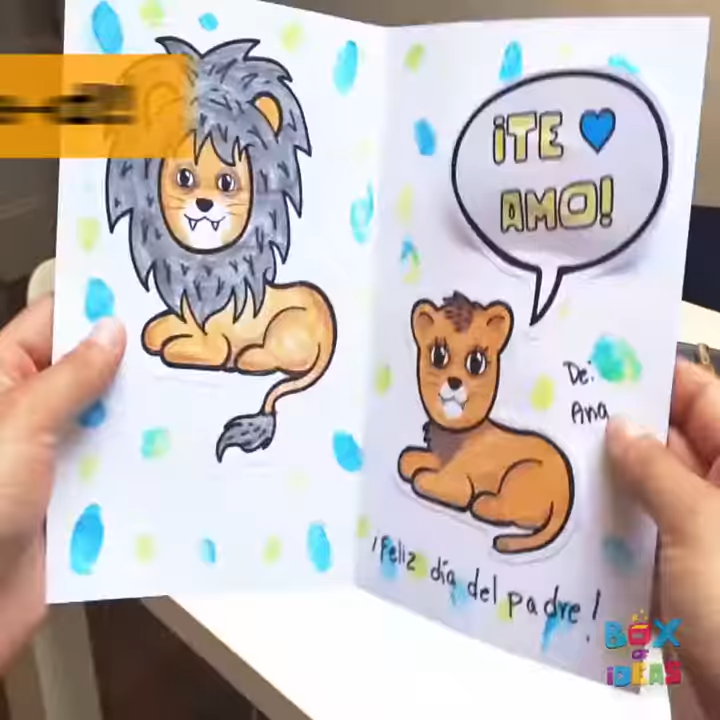 ¡TE 💙
AMO!
De:
Ana
¡Feliz día del padre!
BOX
OF
iDEAS